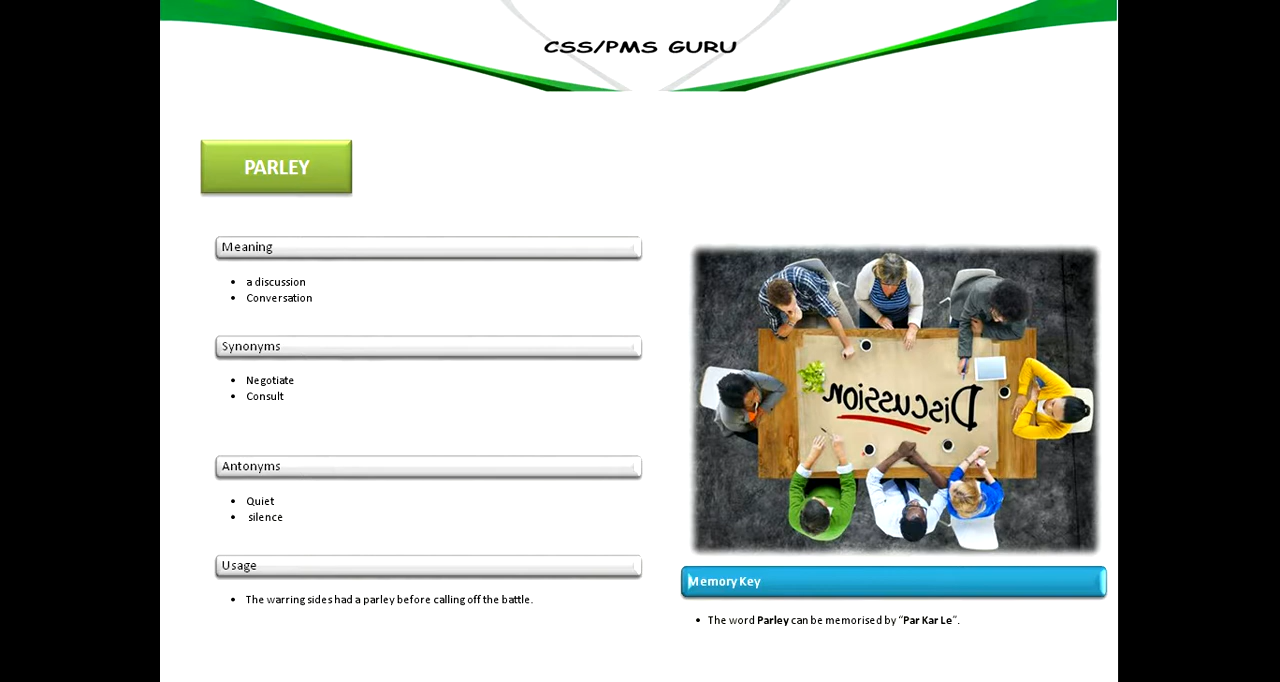 CSS/PMS GURU
PARLEY
Meaning
• a discussion
• Conversation
Synonyms
• Negotiate
• Consult
Antonyms
• Quiet
• silence
Usage
• The warring sides had a parley before calling off the battle.
Discussion
Memory Key
• The word Parley can be memorised by “Par Kar Le”.